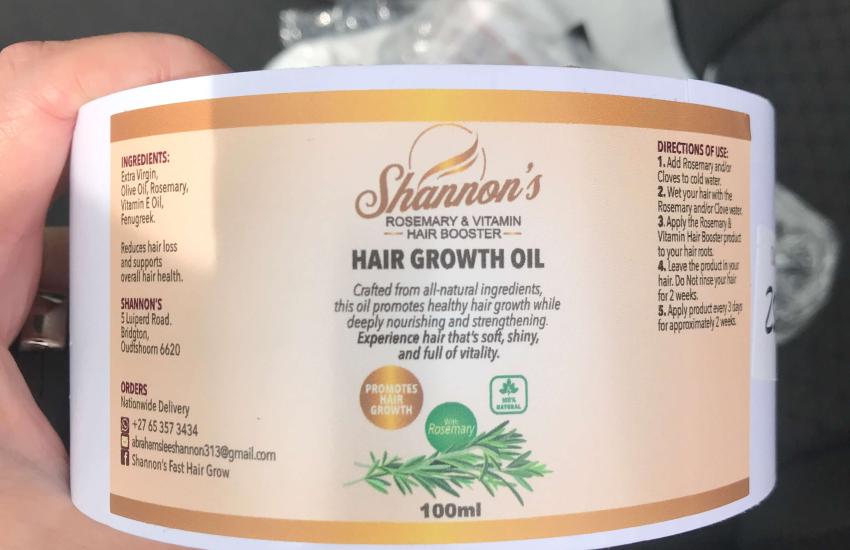 INGREDIENTS:
Extra Virgin,
Olive Oil, Rosemary,
Vitamin E Oil,
Fenugreek.
Reduces hair loss
and supports
overall hair health.
SHANNON'S
5 Luiperd Road.
Bridgton,
Oudtshoorn 6620
ORDERS
Nationwide Delivery
+27 65 357 3434
abrahamsleeshannon313@gmail.com
Shannon's Fast Hair Grow
Shannon's
ROSEMARY & VITAMIN
HAIR BOOSTER
HAIR GROWTH OIL
Crafted from all-natural ingredients,
this oil promotes healthy hair growth while
deeply nourishing and strengthening.
Experience hair that's soft, shiny,
and full of vitality.
PROMOTES
HAIR
GROWTH
100%
NATURAL
With
Rosemary
100ml
DIRECTIONS OF USE:
1. Add Rosemary and/or
Cloves to cold water.
2. Wet your hair with the
Rosemary and/or Clove water.
3. Apply the Rosemary &
Vitamin Hair Booster product
to your hair roots.
4. Leave the product in your
hair. Do Not rinse your hair
for 2 weeks.
5. Apply product every 3 days
for approximately 2 weeks.